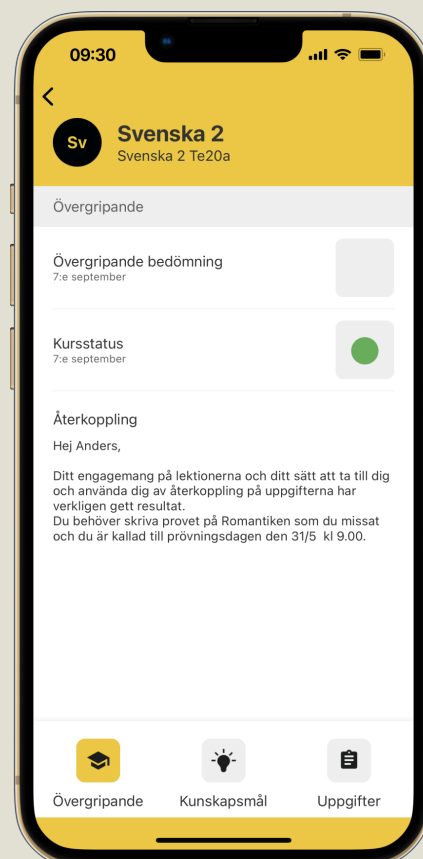 09:30
Sv
Svenska 2
Svenska 2 Te20a
Övergripande
Övergripande bedömning
7:e september
Kursstatus
7:e september
Återkoppling
Hej Anders,
Ditt engagemang på lektionerna och ditt sätt att ta till dig
och använda dig av återkoppling på uppgifterna har
verkligen gett resultat.
Du behöver skriva provet på Romantiken som du missat
och du är kallad till prövningsdagen den 31/5  kl 9.00.
Övergripande
Kunskapsmål
Uppgifter